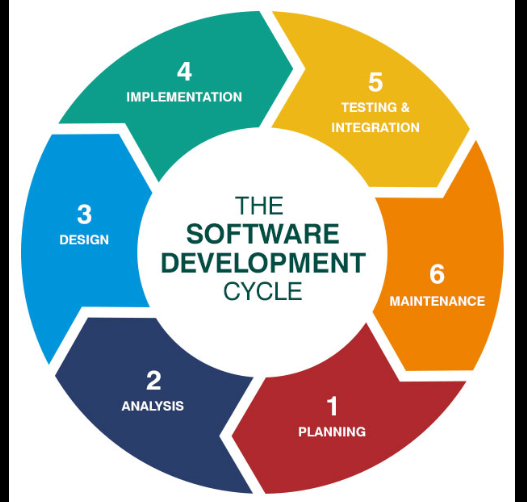 THE
SOFTWARE
DEVELOPMENT
CYCLE
1
PLANNING
2
ANALYSIS
3
DESIGN
4
IMPLEMENTATION
5
TESTING &
INTEGRATION
6
MAINTENANCE